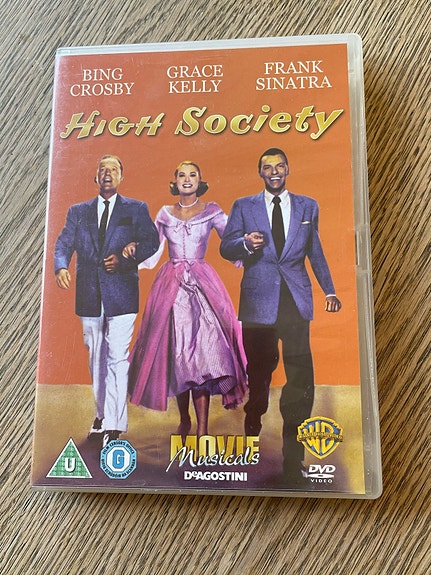 BING GRACE FRANK
CROSBY KELLY SINATRA
HIGH SOCIETY
U
G
MOVIE
Musicals
DEAGOSTINI
WB
DVD
VIDEO